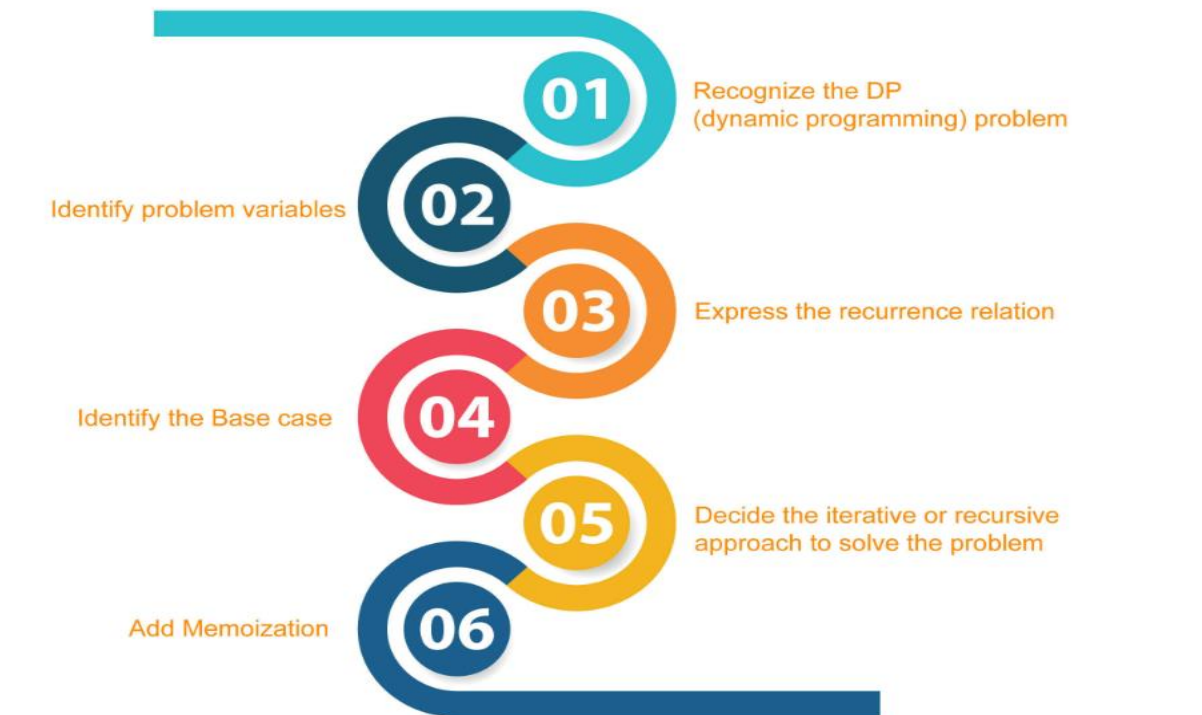 01
Recognize the DP
(dynamic programming) problem
02
Identify problem variables
03
Express the recurrence relation
04
Identify the Base case
05
Decide the iterative or recursive
approach to solve the problem
06
Add Memoization